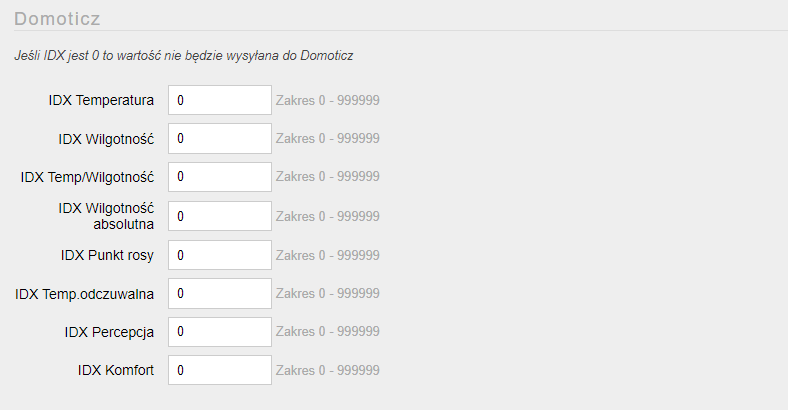 Domoticz
Jeśli IDX jest 0 to wartość nie będzie wysyłana do Domoticz
IDX Temperatura 0 Zakres 0 - 999999
IDX Wilgotność 0 Zakres 0 - 999999
IDX Temp/Wilgotność 0 Zakres 0 - 999999
IDX Wilgotność
absolutna 0 Zakres 0 - 999999
IDX Punkt rosy 0 Zakres 0 - 999999
IDX Temp.odczuwalna 0 Zakres 0 - 999999
IDX Percepcja 0 Zakres 0 - 999999
IDX Komfort 0 Zakres 0 - 999999